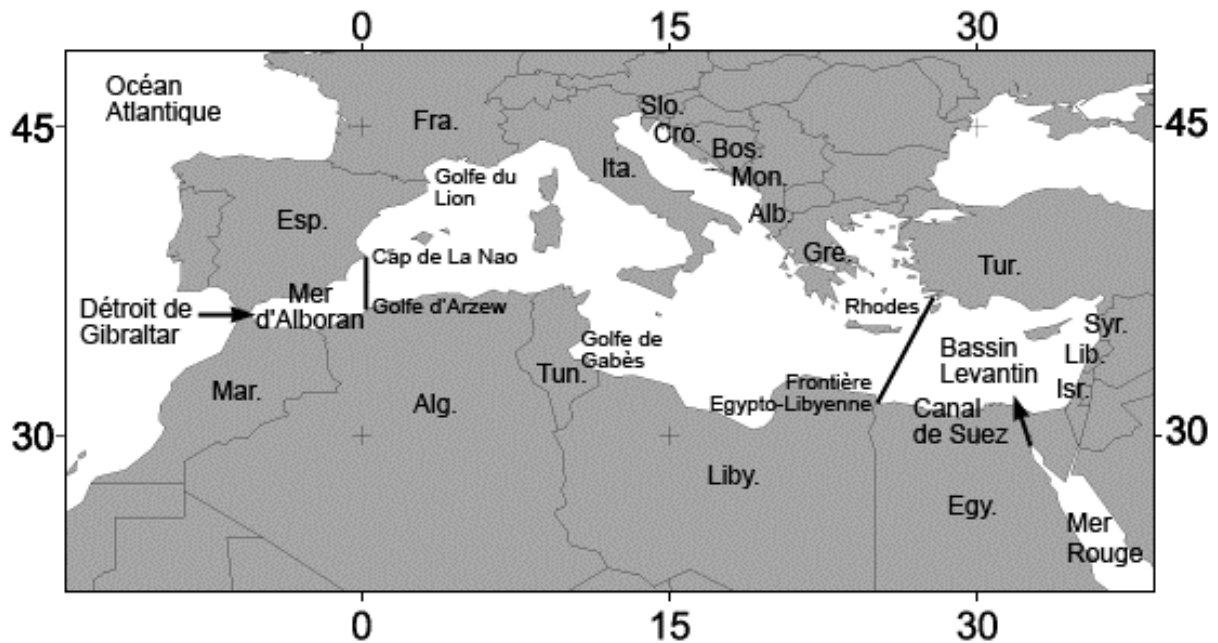 0 15 30
Océan
Atlantique
45
45
Slo.
Fra.
Cro.
Bos.
Ita.
Mon.
Golfe du
Lion
Alb.
Esp.
Gre.
Cap de La Nao
Tur.
Mer
d'Alboran
Golfe d'Arzew
Détroit de
Gibraltar
Rhodes
Syr.
Golfe de
Gabès
Bassin
Levantin
Lib.
Tun.
Mar.
Alg.
Frontière
Egypto-Libyenne
Isr.
Canal
de Suez
30
30
Liby.
Egy.
Mer
Rouge
0 15 30